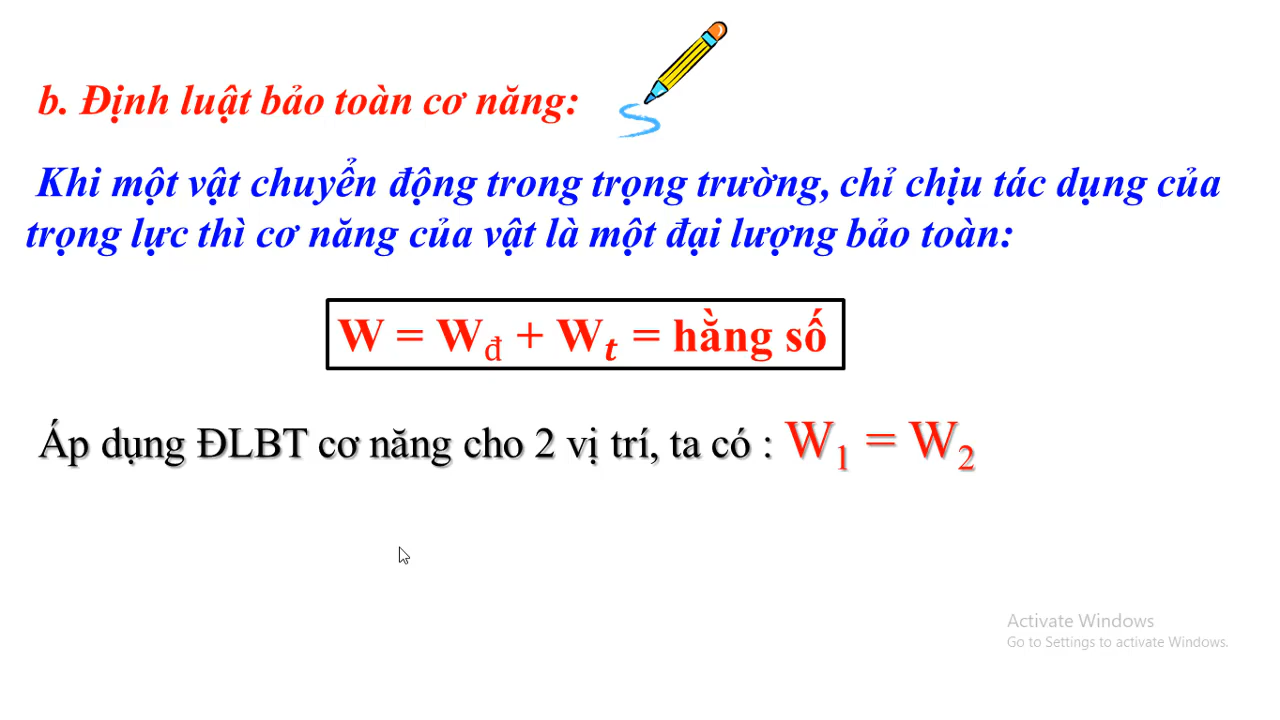 b. Định luật bảo toàn cơ năng:
Khi một vật chuyển động trong trọng trường, chỉ chịu tác dụng của
trọng lực thì cơ năng của vật là một đại lượng bảo toàn:
W = Wđ + Wt = hằng số
Áp dụng ĐLBT cơ năng cho 2 vị trí, ta có : W1 = W2
Activate Windows
Go to Settings to activate Windows.